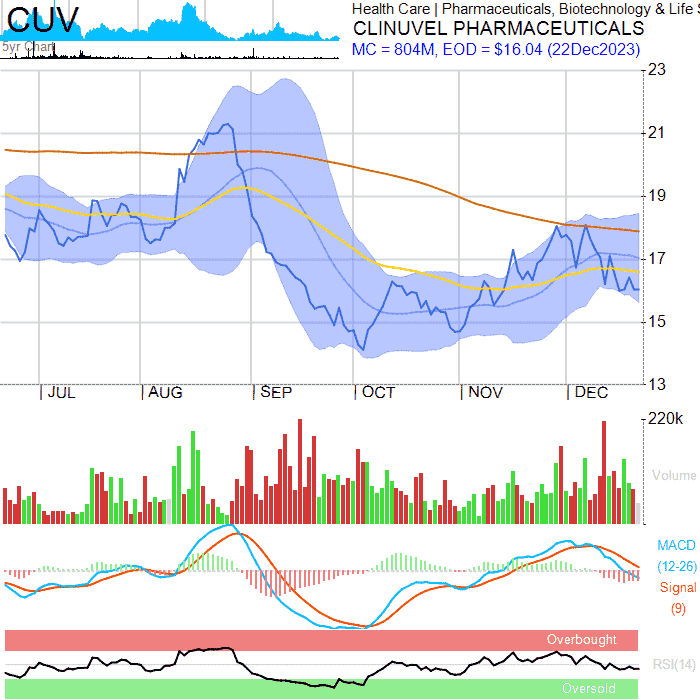 CUV
5yr Chart
Health Care | Pharmaceuticals, Biotechnology & Life S
CLINUVEL PHARMACEUTICALS
MC = 804M, EOD = $16.04 (22Dec2023)
23
21
19
17
15
13
| JUL | AUG | SEP | OCT | NOV | DEC
220k
Volume
MACD
(12-26)
Signal
(9)
Overbought
RSI(14)
Oversold